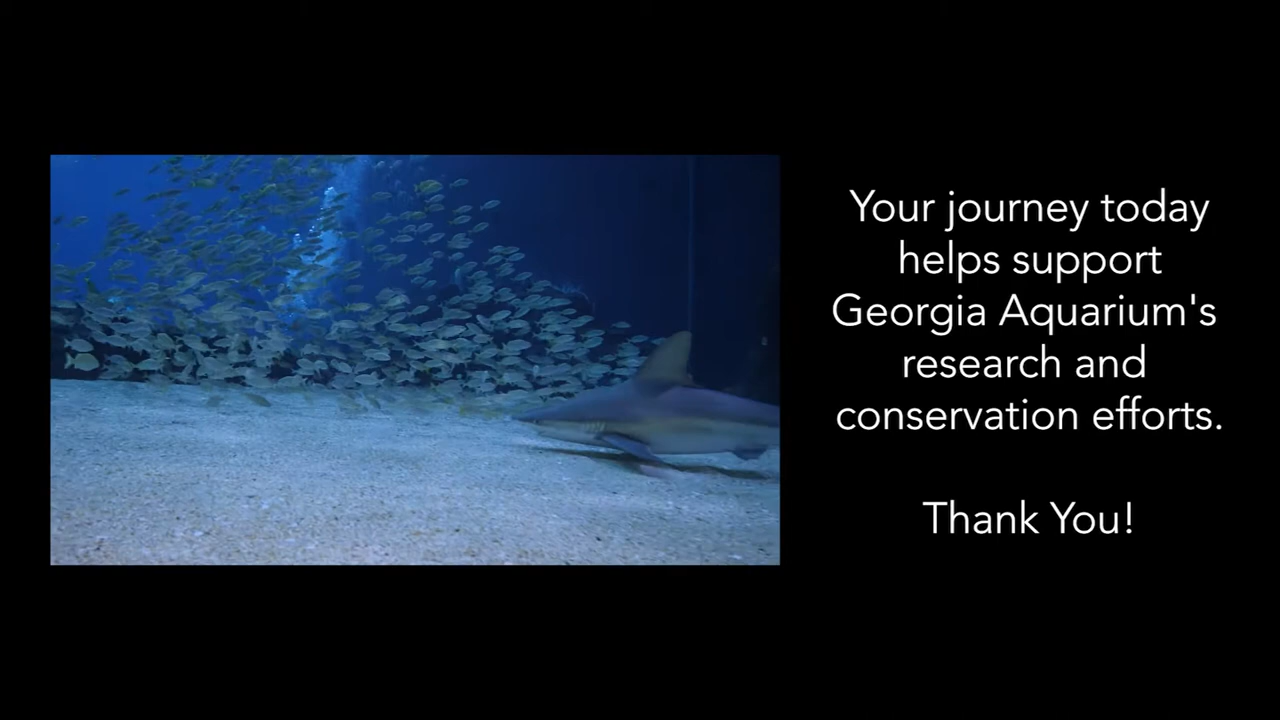 Your journey today
helps support
Georgia Aquarium's
research and
conservation efforts.
Thank You!